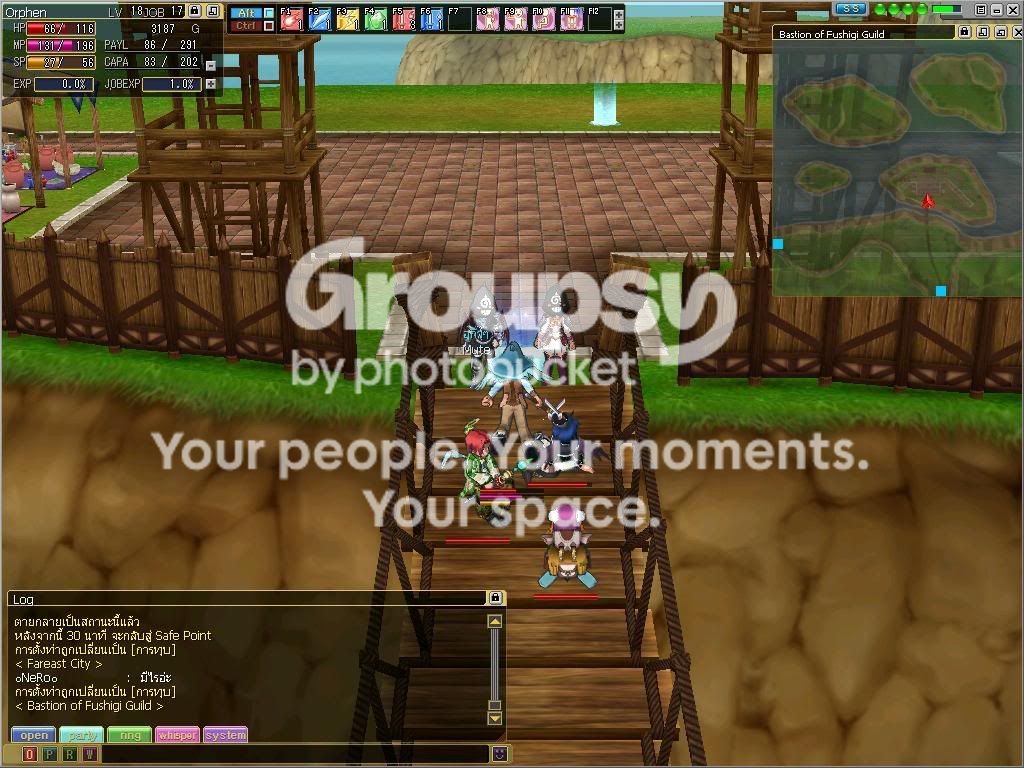 Orphen LV 18 JOB 17
HP 66/ 116 3187 G
MP 131/ 196 PAYL 86 / 291
SP 27/ 56 CAPA 83 / 202
EXP 0.0% JOBEXP 1.0%
Alt F1 F2 F3 F4 F5 F6 F7 F8 F9 F10 F11 F12
Ctrl
SS
Bastion of Fushigi Guild
Groupsy
by photobucket
Mute
Your people. Your moments.
Your space.
Log
ตายกลายเป็นสถานะนี้แล้ว
หลังจากนี้ 30 นาที จะกลับสู่ Safe Point
การตั้งท่าถูกเปลี่ยนเป็น [การทุบ]
< Fareast City >
oNeRoo : มีไรอ่ะ
การตั้งท่าถูกเปลี่ยนเป็น [การทุบ]
< Bastion of Fushigi Guild >
open party ring whisper system
O P R W